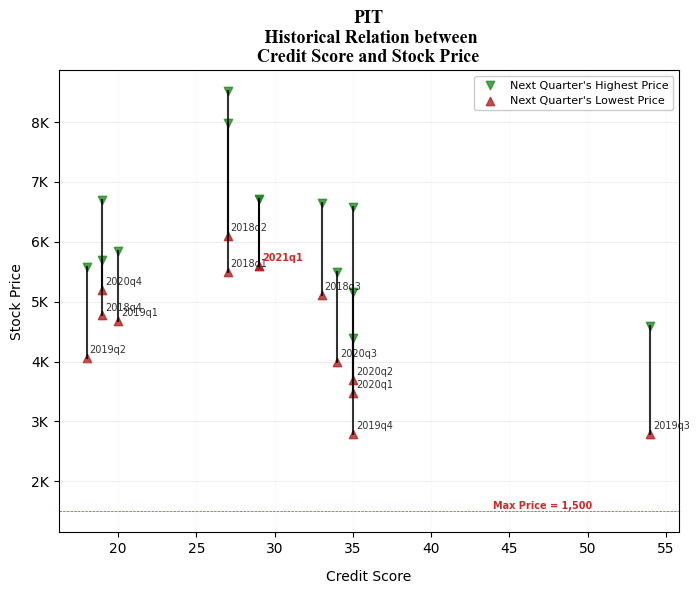 PIT
Historical Relation between
Credit Score and Stock Price
Next Quarter's Highest Price
Next Quarter's Lowest Price
8K
7K
6K
5K
4K
3K
2K
Stock Price
2018q2
2021q1
2018q1
2020q4
2018q3
2018q4
2019q1
2019q2
2020q3
2020q2
2020q1
2019q4
2019q3
Max Price = 1,500
20
25
30
35
40
45
50
55
Credit Score